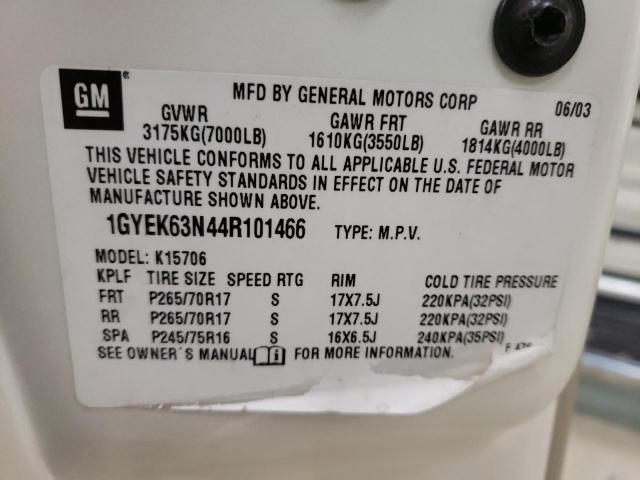 GM
MFD BY GENERAL MOTORS CORP 06/03
GVWR GAWR FRT GAWR RR
3175KG(7000LB) 1610KG(3550LB) 1814KG(4000LB)
THIS VEHICLE CONFORMS TO ALL APPLICABLE U.S. FEDERAL MOTOR
VEHICLE SAFETY STANDARDS IN EFFECT ON THE DATE OF
MANUFACTURE SHOWN ABOVE.
1GYEK63N44R101466 TYPE: M.P.V.
MODEL: K15706
KPLF TIRE SIZE SPEED RTG RIM COLD TIRE PRESSURE
FRT P265/70R17 S 17X7.5J 220KPA(32PSI)
RR P265/70R17 S 17X7.5J 220KPA(32PSI)
SPA P245/75R16 S 16X6.5J 240KPA(35PSI)
SEE OWNER'S MANUAL FOR MORE INFORMATION.